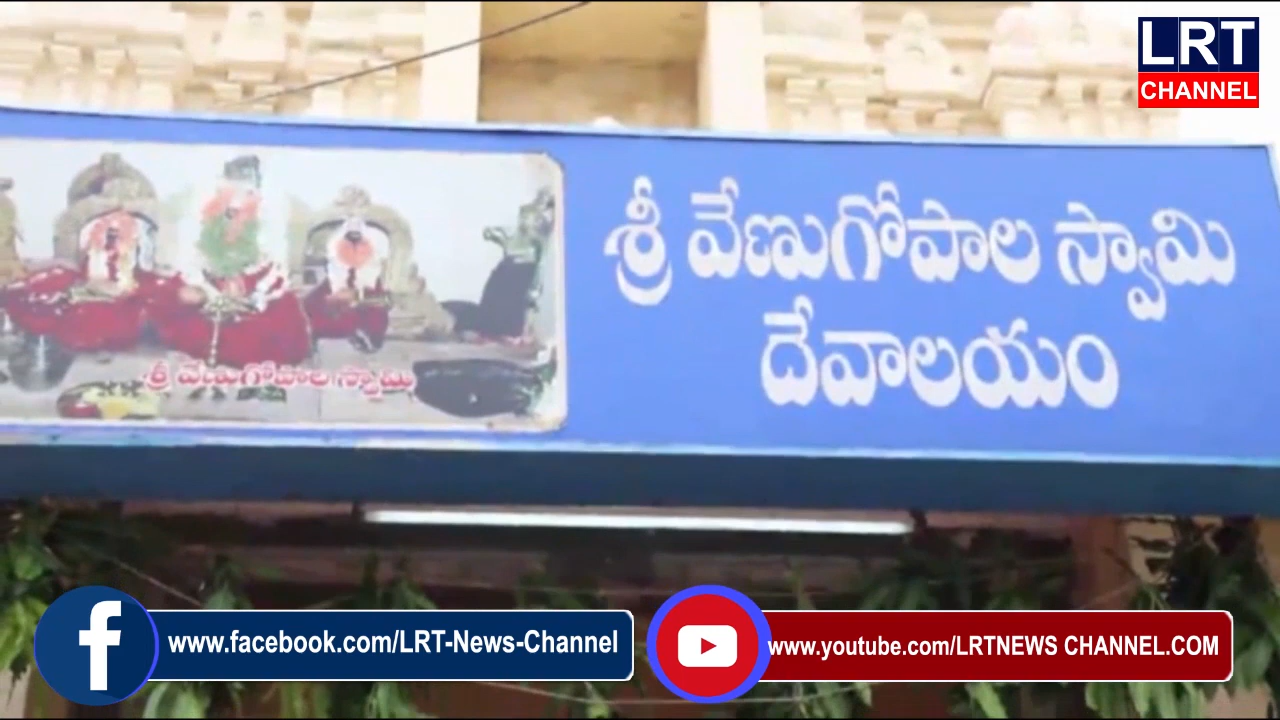 LRT
CHANNEL
శ్రీ వేణుగోపాల స్వామి
దేవాలయం
శ్రీ వేణుగోపాల స్వామి
www.facebook.com/LRT-News-Channel
www.youtube.com/LRTNEWS CHANNEL.COM